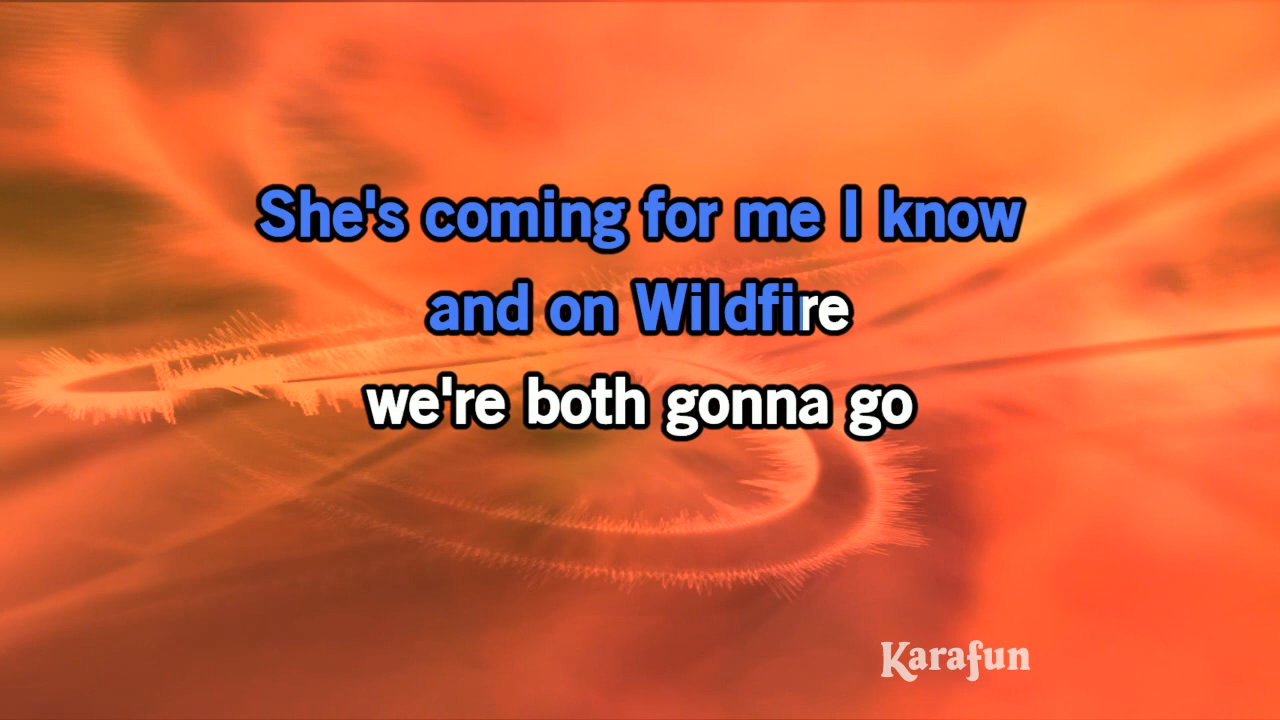 She's coming for me I know
and on Wildfire
we're both gonna go
Karafun